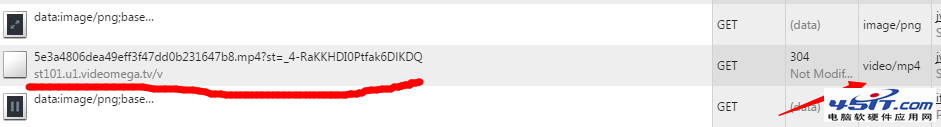 data:image/png;base...
GET
(data)
image/png
5e3a4806dea49eff3f47dd0b231647b8.mp4?st=_4-RaKKHDI0Ptfak6DIKDQ
st101.u1.videomega.tv/v
GET
304
Not Modif...
video/mp4
data:image/png;base...
GET
(data)
45IT.com
电脑软硬件应用网